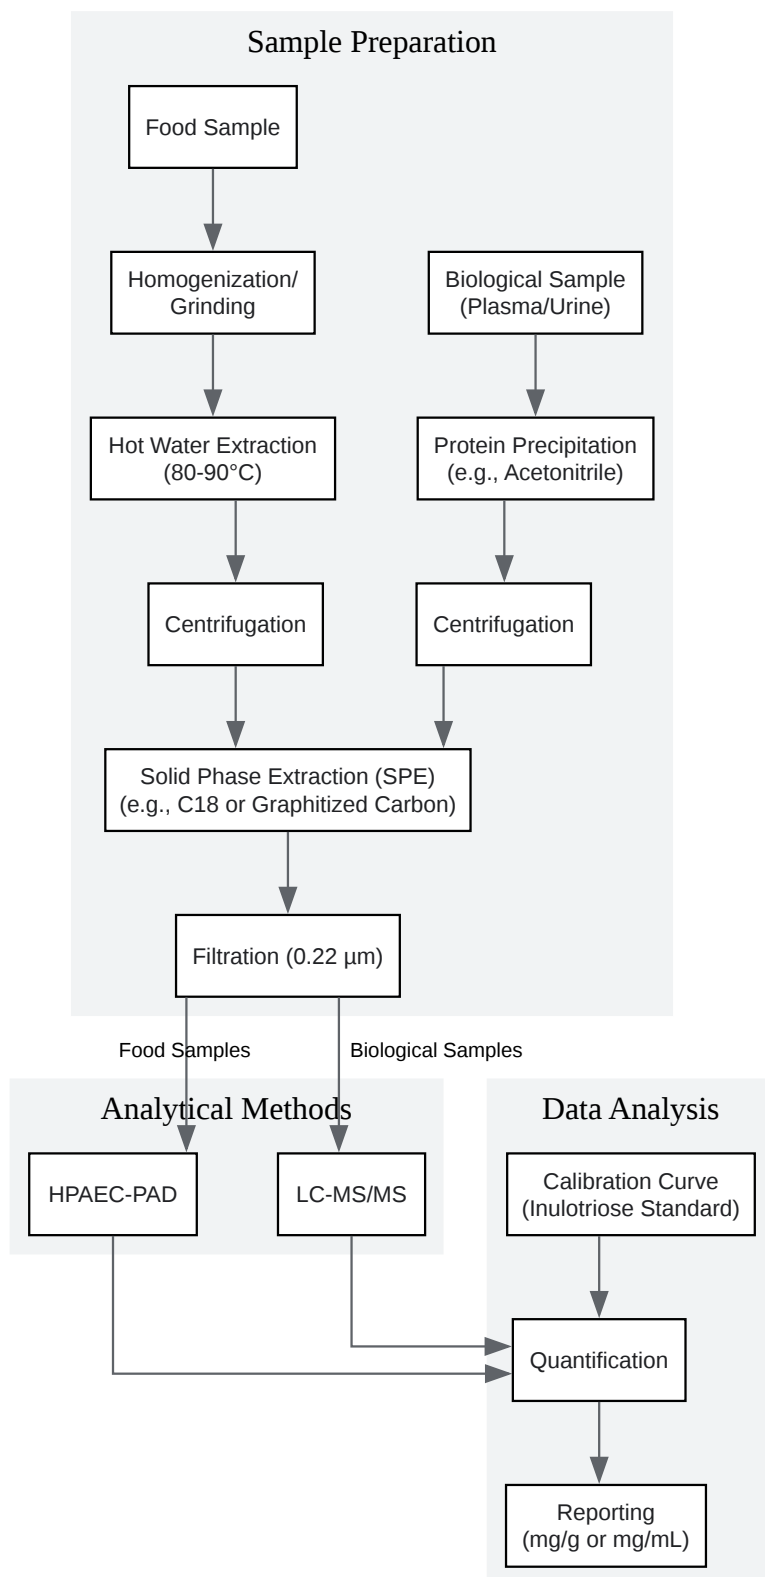 Sample Preparation
Food Sample
Homogenization/
Grinding
Biological Sample
(Plasma/Urine)
Hot Water Extraction
(80-90°C)
Protein Precipitation
(e.g., Acetonitrile)
Centrifugation
Centrifugation
Solid Phase Extraction (SPE)
(e.g., C18 or Graphitized Carbon)
Filtration (0.22 µm)
Food Samples
Biological Samples
Analytical Methods
HPAEC-PAD
LC-MS/MS
Data Analysis
Calibration Curve
(Inulotriose Standard)
Quantification
Reporting
(mg/g or mg/mL)